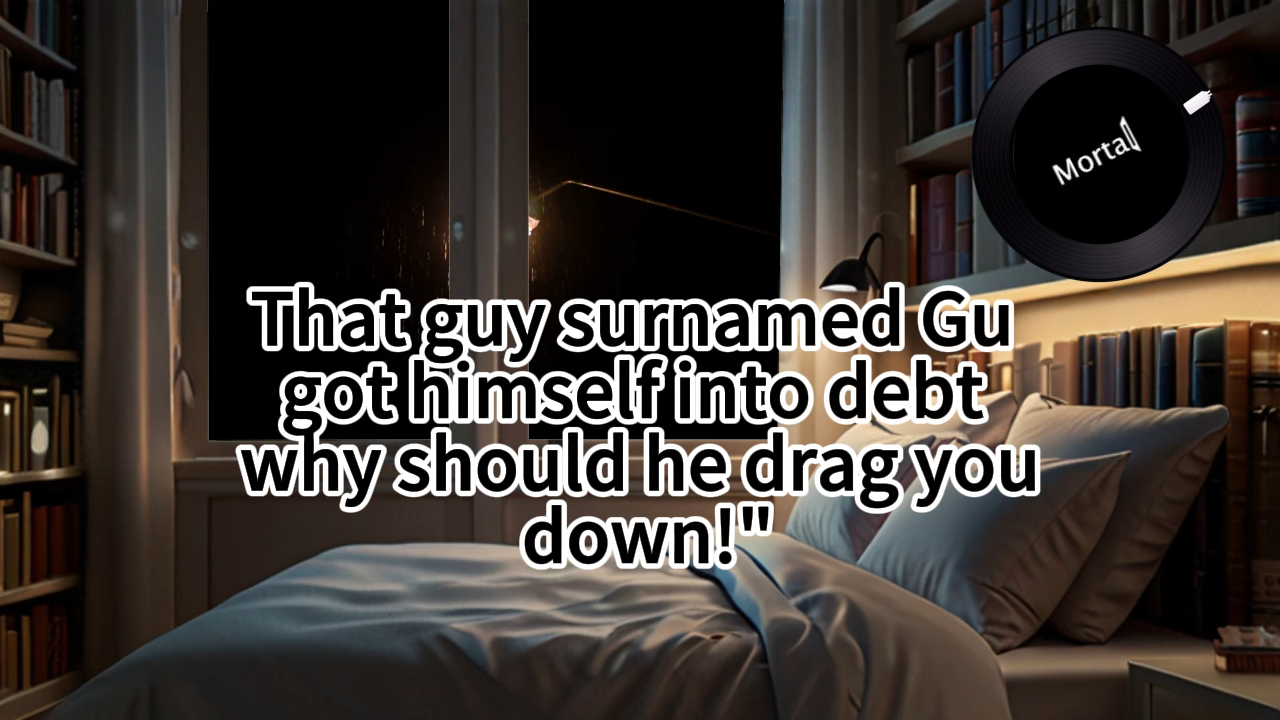 Mortal
That guy surnamed Gu
got himself into debt
why should he drag you
down!"